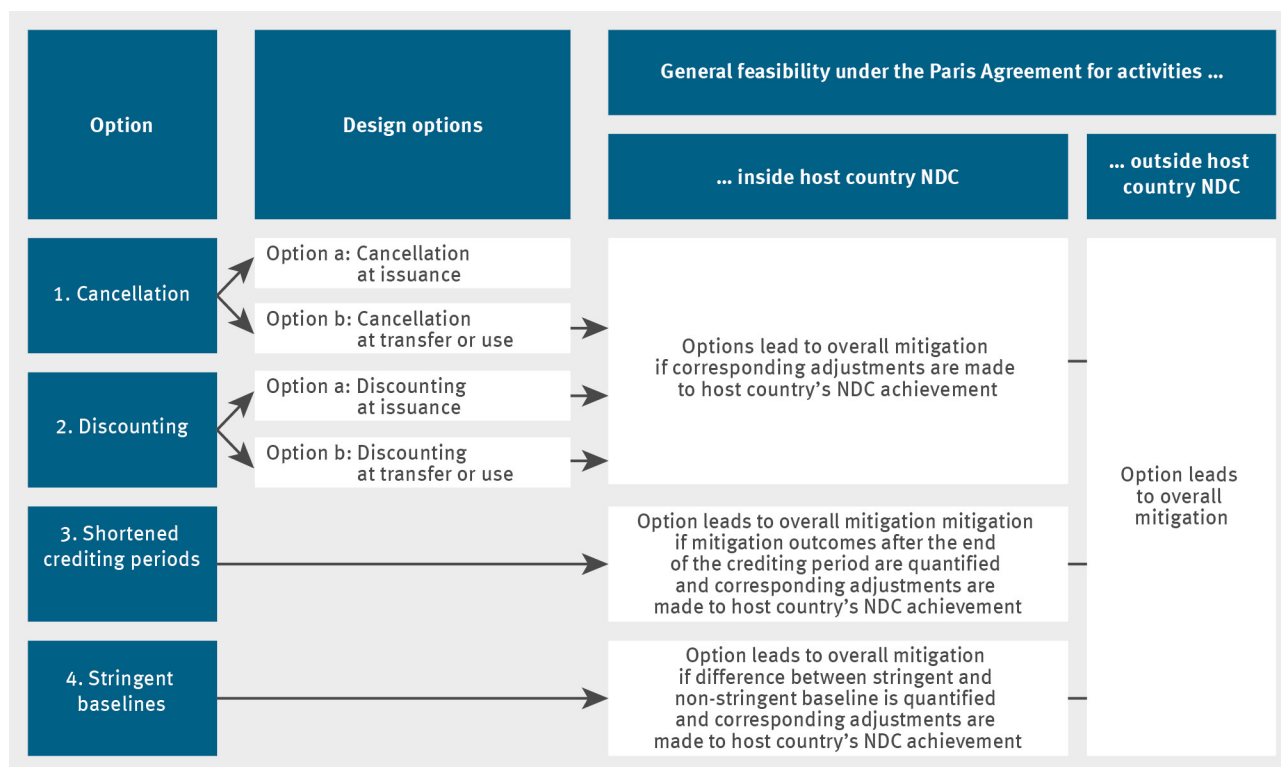 Option
Design options
General feasibility under the Paris Agreement for activities ...
... inside host country NDC
... outside host
country NDC
1. Cancellation
Option a: Cancellation
at issuance
Option b: Cancellation
at transfer or use
2. Discounting
Option a: Discounting
at issuance
Option b: Discounting
at transfer or use
Options lead to overall mitigation
if corresponding adjustments are made
to host country’s NDC achievement
3. Shortened
crediting periods
Option leads to overall mitigation mitigation
if mitigation outcomes after the end
of the crediting period are quantified
and corresponding adjustments are
made to host country’s NDC achievement
4. Stringent
baselines
Option leads to overall mitigation
if difference between stringent and
non-stringent baseline is quantified
and corresponding adjustments are
made to host country’s NDC achievement
Option leads
to overall
mitigation